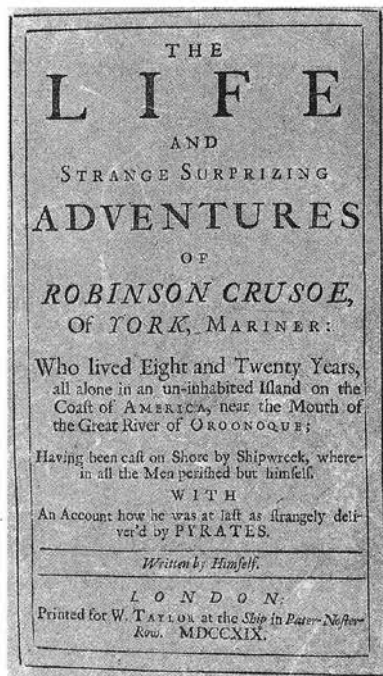 THE
LIFE
AND
STRANGE SURPRIZING
ADVENTURES
OF
ROBINSON CRUSOE,
Of YORK, MARINER:
Who lived Eight and Twenty Years,
all alone in an un-inhabited Iſland on the
Coaſt of AMERICA, near the Mouth of
the Great River of OROONOQUE;
Having been caſt on Shore by Shipwreck, where-
in all the Men periſhed but himſelf.
WITH
An Account how he was at laſt as ſtrangely deli-
ver'd by PYRATES.
Written by Himſelf.
LONDON:
Printed for W. TAYLOR at the Ship in Pater-Noſter-
Row. MDCCXIX.